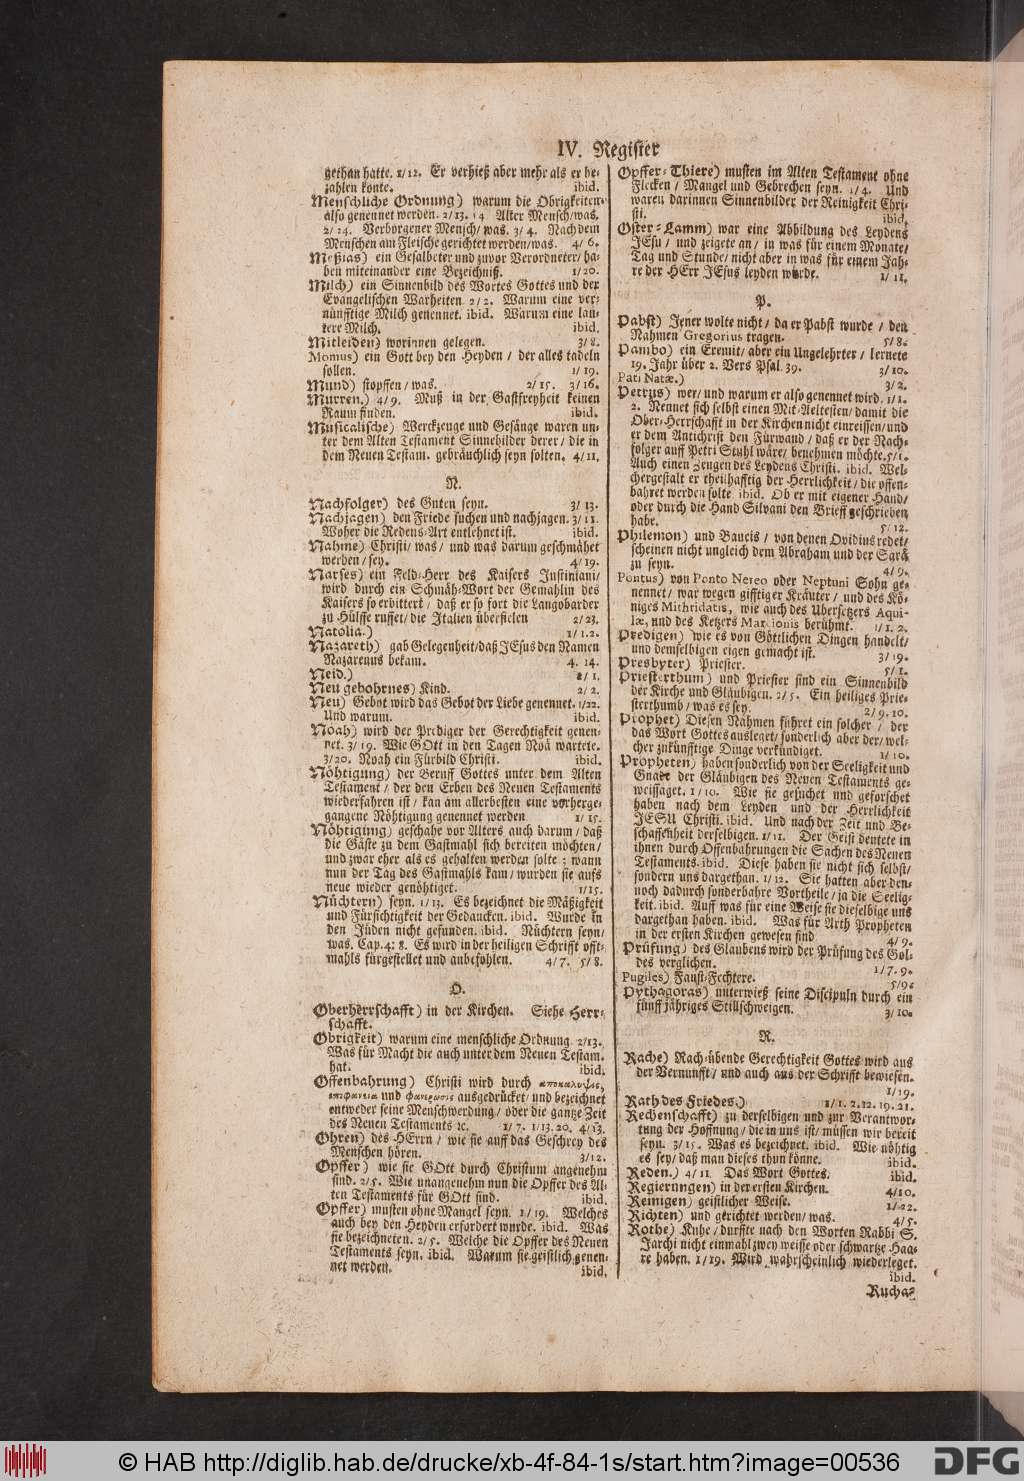 IV. Register
gethan hatte. 1/12. Er verhieß aber mehr als er be-
zahlen konte. ibid.
Menschliche Ordnung) warum die Obrigkeiten
also genennet werden. 2/13. 14 Alter Mensch/was.
2/24. Verborgener Mensch/ was. 3/4. Nach dem
Menschen am Fleische gerichtet werden/was. 4/6.
Meßias) ein Gesalbeter und zuvor Verordneter/ ha-
ben miteinander eine Bezeichniß. 1/20.
Milch) ein Sinnenbild des Wortes Gottes und der
Evangelischen Warheiten. 2/2. Warum eine ver-
nünfftige Milch genennet. ibid. Warum eine lau-
tere Milch. ibid.
Mitleiden) worinnen gelegen. 3/8.
Momus) ein Gott bey den Heyden / der alles tadeln
sollen. 1/19.
Mund) stopffen / was. 2/15. 3/16.
Murren.) 4/9. Muß in der Gastfreyheit keinen
Raum finden. ibid.
Musicalische) Werckzeuge und Gesänge waren un-
ter dem Alten Testament Sinnebilder derer / die in
dem Neuen Testam. gebräuchlich seyn solten. 4/11.
N.
Nachfolger) des Guten seyn. 3/13.
Nachjagen) den Friede suchen und nachjagen. 3/11.
Woher die Redens-Art entlehnet ist. ibid.
Nahme) Christi/ was / und was darum geschmähet
werden / sey. 4/19.
Narses) ein Feld-Herr des Kaisers Justiniani/
wird durch ein Schmäh-Wort der Gemahlin des
Kaisers so erbittert / daß er so fort die Langobarder
zu Hülffe ruffet/ die Italien überfielen 2/23.
Natolia.) 1/1.2.
Nazareth) gab Gelegenheit/daß JEsus den Namen
Nazarenus bekam. 4. 14.
Neid.) 2/1.
Neu gebohrnes) Kind. 2/2.
Neu) Gebot wird das Gebot der Liebe genennet. 1/22.
Und warum. ibid.
Noah) wird der Prediger der Gerechtigkeit genen-
net. 3/19. Wie GOtt in den Tagen Noä wartete.
3/20. Noah ein Fürbild Christi. ibid.
Nöhtigung) der Beruff Gottes unter dem Alten
Testament / der den Erben des Neuen Testaments
wiederfahren ist / kan am allerbesten eine vorherge-
gangene Nöhtigung genennet werden 1/15.
Nöhtigung) geschahe vor Alters auch darum / daß
die Gäste zu dem Gastmahl sich bereiten möchten/
und zwar eher als es gehalten werden solte ; wann
nun der Tag des Gastmahls kam/ wurden sie aufs
neue wieder genöhtiget. 1/15.
Nüchtern) seyn. 1/13. Es bezeichnet die Mäßigkeit
und Fürsichtigkeit der Gedancken. ibid. Wurde in
den Jüden nicht gefunden. ibid. Nüchtern seyn/
was. Cap. 4: 8. Es wird in der heiligen Schrifft offt-
mahls fürgestellet und anbefohlen. 4/7. 5/8.
O.
Oberherrschafft) in der Kirchen. Siehe Herr-
schafft.
Obrigkeit) warum eine menschliche Ordnung. 2/13.
Was für Macht die auch unter dem Neuen Testam.
hat. ibid.
Offenbahrung) Christi wird durch αποκαλυψις,
επιφανεια und φανερωσις ausgedrücket/ und bezeichnet
entweder seine Menschwerdung / oder die gantze Zeit
des Neuen Testaments ꝛc. 1/7. 1/13. 20. 4/13.
Ohren) des HErrn / wie sie auff das Geschrey des
Menschen hören. 3/12.
Opffer) wie sie GOtt durch Christum angenehm
sind. 2/5. Wie unangenehm nun die Opffer des Al-
ten Testaments für GOtt sind. ibid.
Opffer) musten ohne Mangel seyn. 1/19. Welches
auch bey den Heyden erfordert wurde. ibid. Was
sie bezeichneten. 2/5. Welche die Opffer des Neuen
Testaments seyn. ibid. Warum sie geistlich genen-
net werden. ibid.
Opffer-Thiere) musten im Alten Testament ohne
Flecken / Mangel und Gebrechen seyn. 1/4. Und
waren darinnen Sinnenbilder der Reinigkeit Chri-
sti. ibid.
Oster-Lamm) war eine Abbildung des Leydens
JEsu / und zeigete an / in was für einem Monate/
Tag und Stunde/ nicht aber in was für einem Jah-
re der HErr JEsus leyden würde. 1/11.
P.
Pabst) Jener wolte nicht / da er Pabst wurde / den
Nahmen Gregorius tragen. 5/8.
Pambo) ein Eremit/ aber ein Ungelehrter / lernete
19. Jahr über 2. Vers Psal. 39. 3/10.
Pati Natæ.) 3/2.
Petrus) wer/ und warum er also genennet wird. 1/1.
2. Nennet sich selbst einen Mit-Aeltesten/ damit die
Ober-Herrschafft in der Kirchen nicht einreissen/ und
er dem Antichrist den Fürwand / daß er der Nach-
folger auff Petri Stuhl wäre/ benehmen möchte. 5/1.
Auch einen Zeugen des Leydens Christi. ibid. Wel-
chergestalt er theilhafftig der Herrlichkeit / die offen-
bahret werden solte ibid. Ob er mit eigener Hand/
oder durch die Hand Silvani den Brieff geschrieben
habe. 5/12.
Philemon) und Baucis / von denen Ovidius redet/
scheinen nicht ungleich dem Abraham und der Sara
zu seyn. 4/9.
Pontus) von Ponto Nereo oder Neptuni Sohn ge-
nennet/ war wegen gifftiger Kräuter / und des Kö-
niges Mithridatis, wie auch des Ubersetzers Aqui-
læ, und des Ketzers Marcionis berühmt. 1/1. 2.
Predigen) wie es von Göttlichen Dingen handelt/
und demselbigen eigen gemacht ist. 3/19.
Presbyter) Priester. 5/1.
Priesterthum) und Priester sind ein Sinnenbild
der Kirche und Gläubigen. 2/5. Ein heiliges Prie-
sterthumb / was es sey. 2/9. 10.
Prophet) Diesen Nahmen führet ein solcher / der
das Wort Gottes ausleget/ sonderlich aber der/ wel-
cher zukünfftige Dinge verkündiget. 1/10.
Propheten) haben sonderlich von der Seeligkeit und
Gnade der Gläubigen des Neuen Testaments ge-
weissaget. 1/10. Wie sie gesuchet und geforschet
haben nach dem Leyden und der Herrlichkeit
JESU Christi. ibid. Und nach der Zeit und Be-
schaffenheit derselbigen. 1/11. Der Geist deutete in
ihnen durch Offenbahrungen die Sachen des Neuen
Testaments. ibid. Diese haben sie nicht sich selbst/
sondern uns dargethan. 1/12. Sie hatten aber den-
noch dadurch sonderbahre Vortheile / ja die Seelig-
keit. ibid. Auff was für eine Weise sie dieselbige uns
dargethan haben. ibid. Was für Arth Propheten
in der ersten Kirchen gewesen sind 4/9.
Prüfung) des Glaubens wird der Prüfung des Gol-
des verglichen. 1/7. 9.
Pugiles) Faust-Fechtere. 5/9.
Pythagoras) unterwieß seine Discipuln durch ein
fünff jähriges Stillschweigen. 3/10.
R.
Rache) Rach-übende Gerechtigkeit Gottes wird aus
der Vernunfft / und auch aus der Schrifft bewiesen.
1/19.
Rath des Friedes.) 1/1. 2. 12. 19. 21.
Rechenschafft) zu derselbigen und zur Verantwor-
tung der Hoffnung / die in uns ist/ müssen wir bereit
seyn. 3/15. Was es bezeichnet. ibid. Wie nöhtig
es sey/ daß man dieses thun könne. ibid.
Reden.) 4/11. Das Wort Gottes. ibid.
Regierungen) in der ersten Kirchen. 4/10.
Reinigen) geistlicher Weise. 1/22.
Richten) und gerichtet werden/ was. 4/5.
Rothe) Kuhe / durffte nach den Worten Rabbi S.
Jarchi nicht einmahl zwey weisse oder schwartze Haa-
re haben. 1/19. Wird wahrscheinlich wiederleget.
ibid.
Rucha-
© HAB http://diglib.hab.de/drucke/xb-4f-84-1s/start.htm?image=00536
DFG